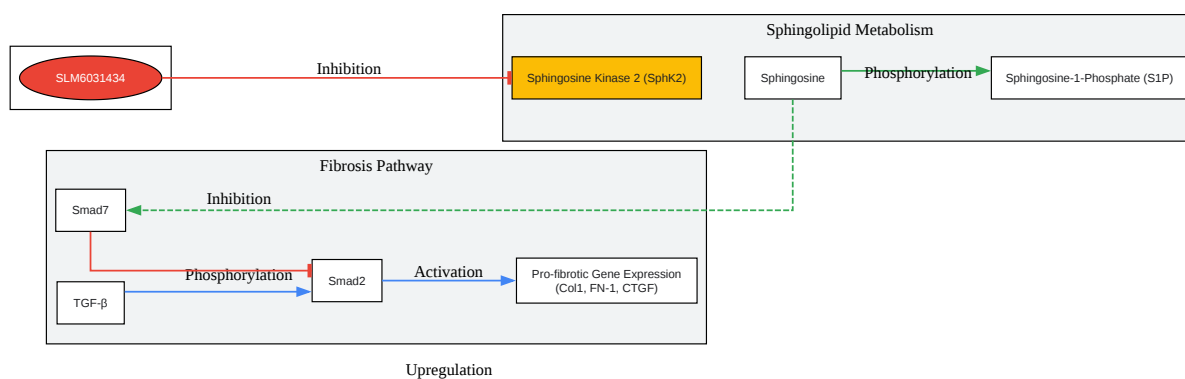 Sphingolipid Metabolism
SLM6031434
Inhibition
Sphingosine Kinase 2 (SphK2)
Sphingosine
Phosphorylation
Sphingosine-1-Phosphate (S1P)
Fibrosis Pathway
Smad7
Inhibition
Phosphorylation
Smad2
Activation
Pro-fibrotic Gene Expression
(Col1, FN-1, CTGF)
TGF-β
Upregulation